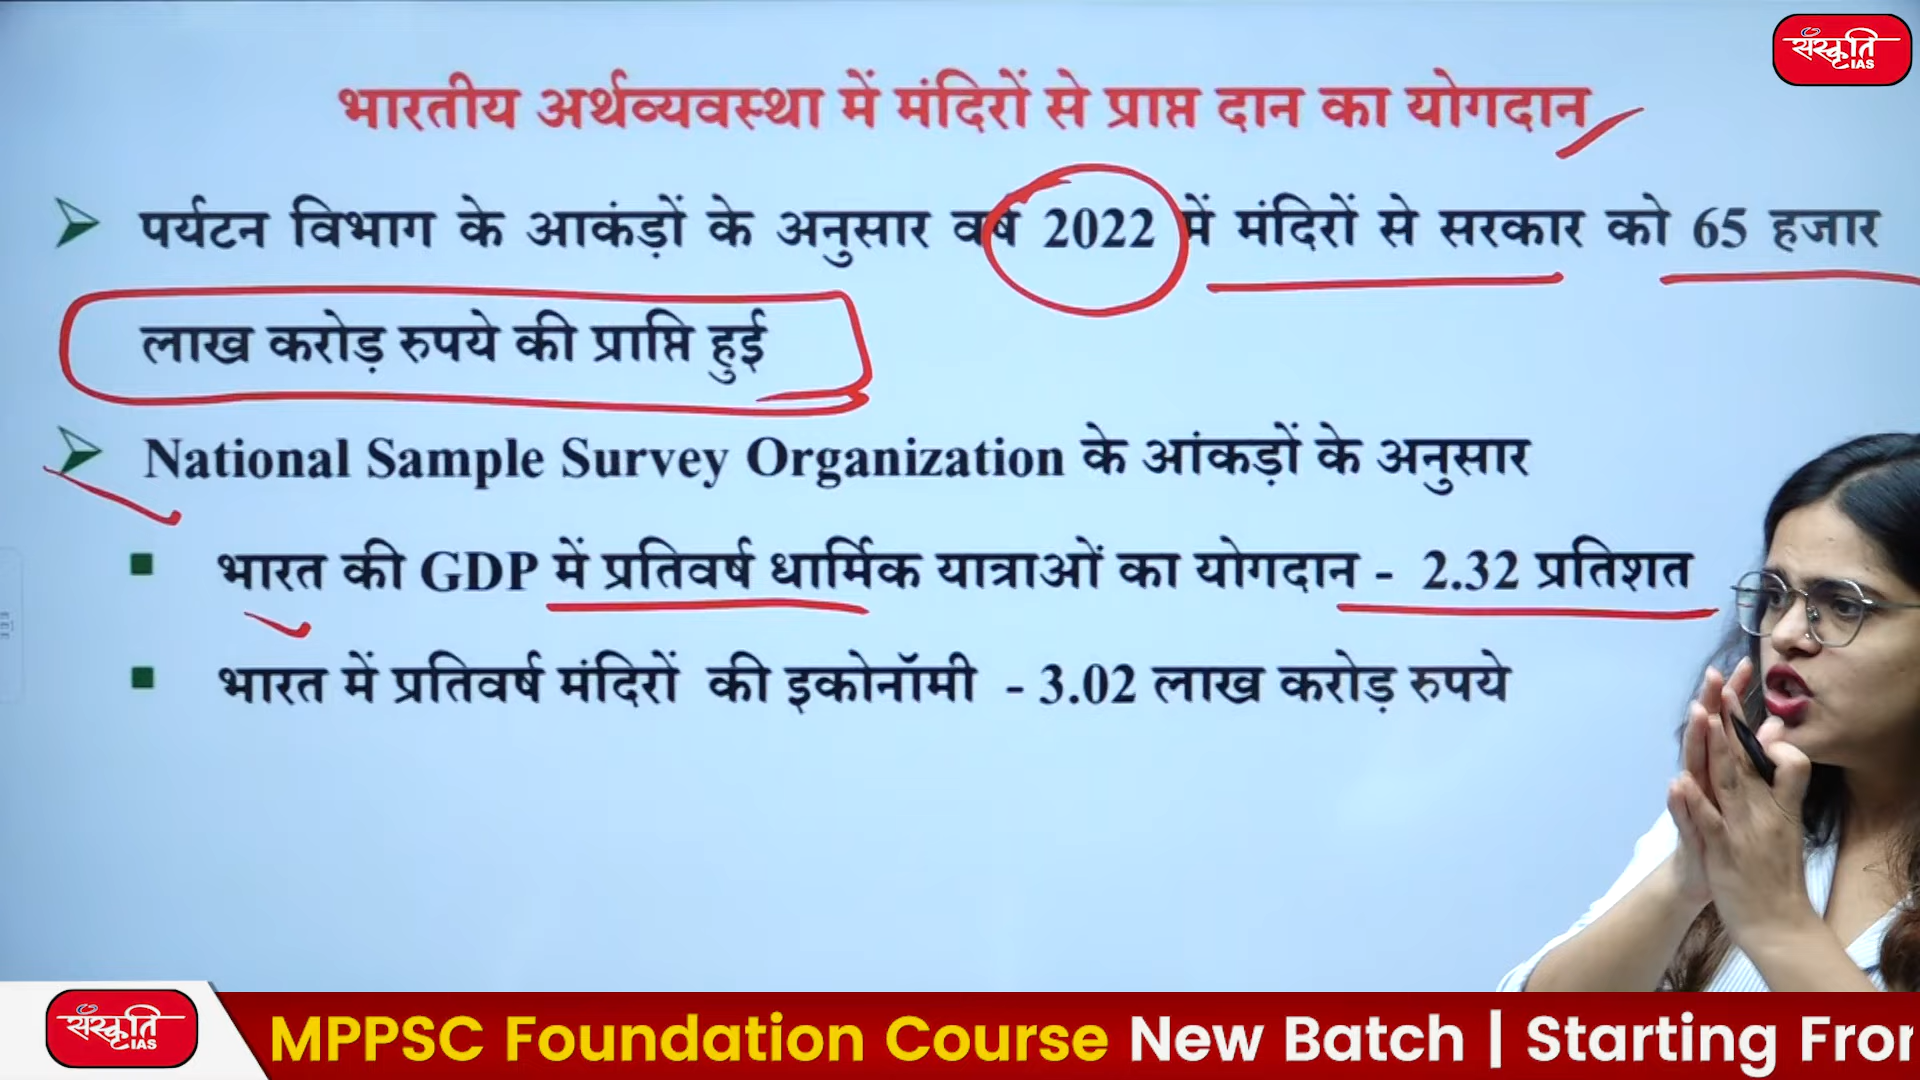 संस्कृति
IAS
भारतीय अर्थव्यवस्था में मंदिरों से प्राप्त दान का योगदान
पर्यटन विभाग के आकंड़ों के अनुसार वर्ष 2022 में मंदिरों से सरकार को 65 हजार
लाख करोड़ रुपये की प्राप्ति हुई
National Sample Survey Organization के आंकड़ों के अनुसार
भारत की GDP में प्रतिवर्ष धार्मिक यात्राओं का योगदान - 2.32 प्रतिशत
भारत में प्रतिवर्ष मंदिरों की इकोनॉमी - 3.02 लाख करोड़ रुपये
संस्कृति
IAS
MPPSC Foundation Course New Batch | Starting From